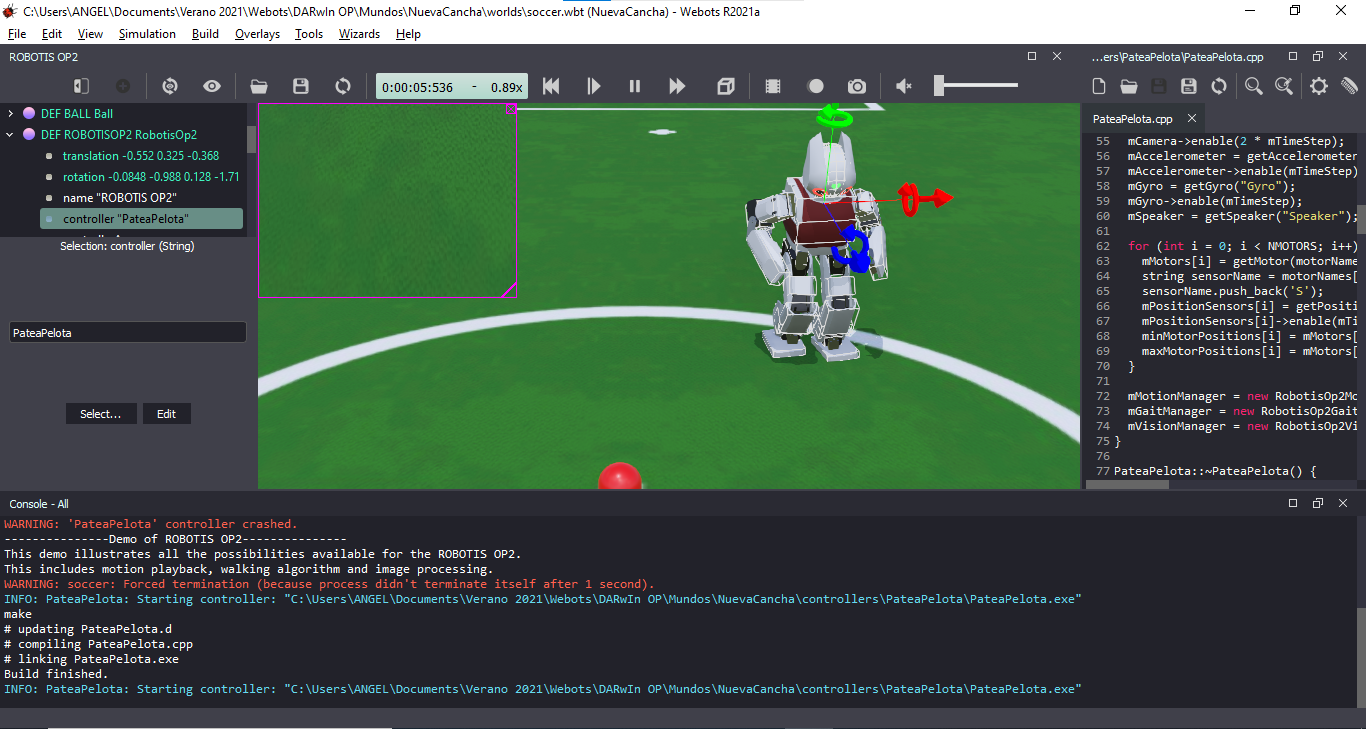 C:\Users\ANGEL\Documents\Verano 2021\Webots\DARwIn OP\Mundos\NuevaCancha\worlds\soccer.wbt (NuevaCancha) - Webots R2021a
File Edit View Simulation Build Overlays Tools Wizards Help
ROBOTIS OP2
0:00:05:536 - 0.89x
DEF BALL Ball
DEF ROBOTISOP2 RobotisOp2
translation -0.552 0.325 -0.368
rotation -0.0848 -0.988 0.128 -1.71
name "ROBOTIS OP2"
controller "PateaPelota"
Selection: controller (String)
PateaPelota
Select... Edit
...ers\PateaPelota\PateaPelota.cpp
PateaPelota.cpp
55 mCamera->enable(2 * mTimeStep);
56 mAccelerometer = getAccelerometer
57 mAccelerometer->enable(mTimeStep)
58 mGyro = getGyro("Gyro");
59 mGyro->enable(mTimeStep);
60 mSpeaker = getSpeaker("Speaker");
61
62 for (int i = 0; i < NMOTORS; i++)
63 mMotors[i] = getMotor(motorName
64 string sensorName = motorNames[
65 sensorName.push_back('S');
66 mPositionSensors[i] = getPositi
67 mPositionSensors[i]->enable(mTi
68 minMotorPositions[i] = mMotors[
69 maxMotorPositions[i] = mMotors[
70 }
71
72 mMotionManager = new RobotisOp2Mo
73 mGaitManager = new RobotisOp2Gait
74 mVisionManager = new RobotisOp2Vi
75 }
76
77 PateaPelota::~PateaPelota() {
Console - All
WARNING: 'PateaPelota' controller crashed.
---------------Demo of ROBOTIS OP2---------------
This demo illustrates all the possibilities available for the ROBOTIS OP2.
This includes motion playback, walking algorithm and image processing.
WARNING: soccer: Forced termination (because process didn't terminate itself after 1 second).
INFO: PateaPelota: Starting controller: "C:\Users\ANGEL\Documents\Verano 2021\Webots\DARwIn OP\Mundos\NuevaCancha\controllers\PateaPelota\PateaPelota.exe"
make
# updating PateaPelota.d
# compiling PateaPelota.cpp
# linking PateaPelota.exe
Build finished.
INFO: PateaPelota: Starting controller: "C:\Users\ANGEL\Documents\Verano 2021\Webots\DARwIn OP\Mundos\NuevaCancha\controllers\PateaPelota\PateaPelota.exe"